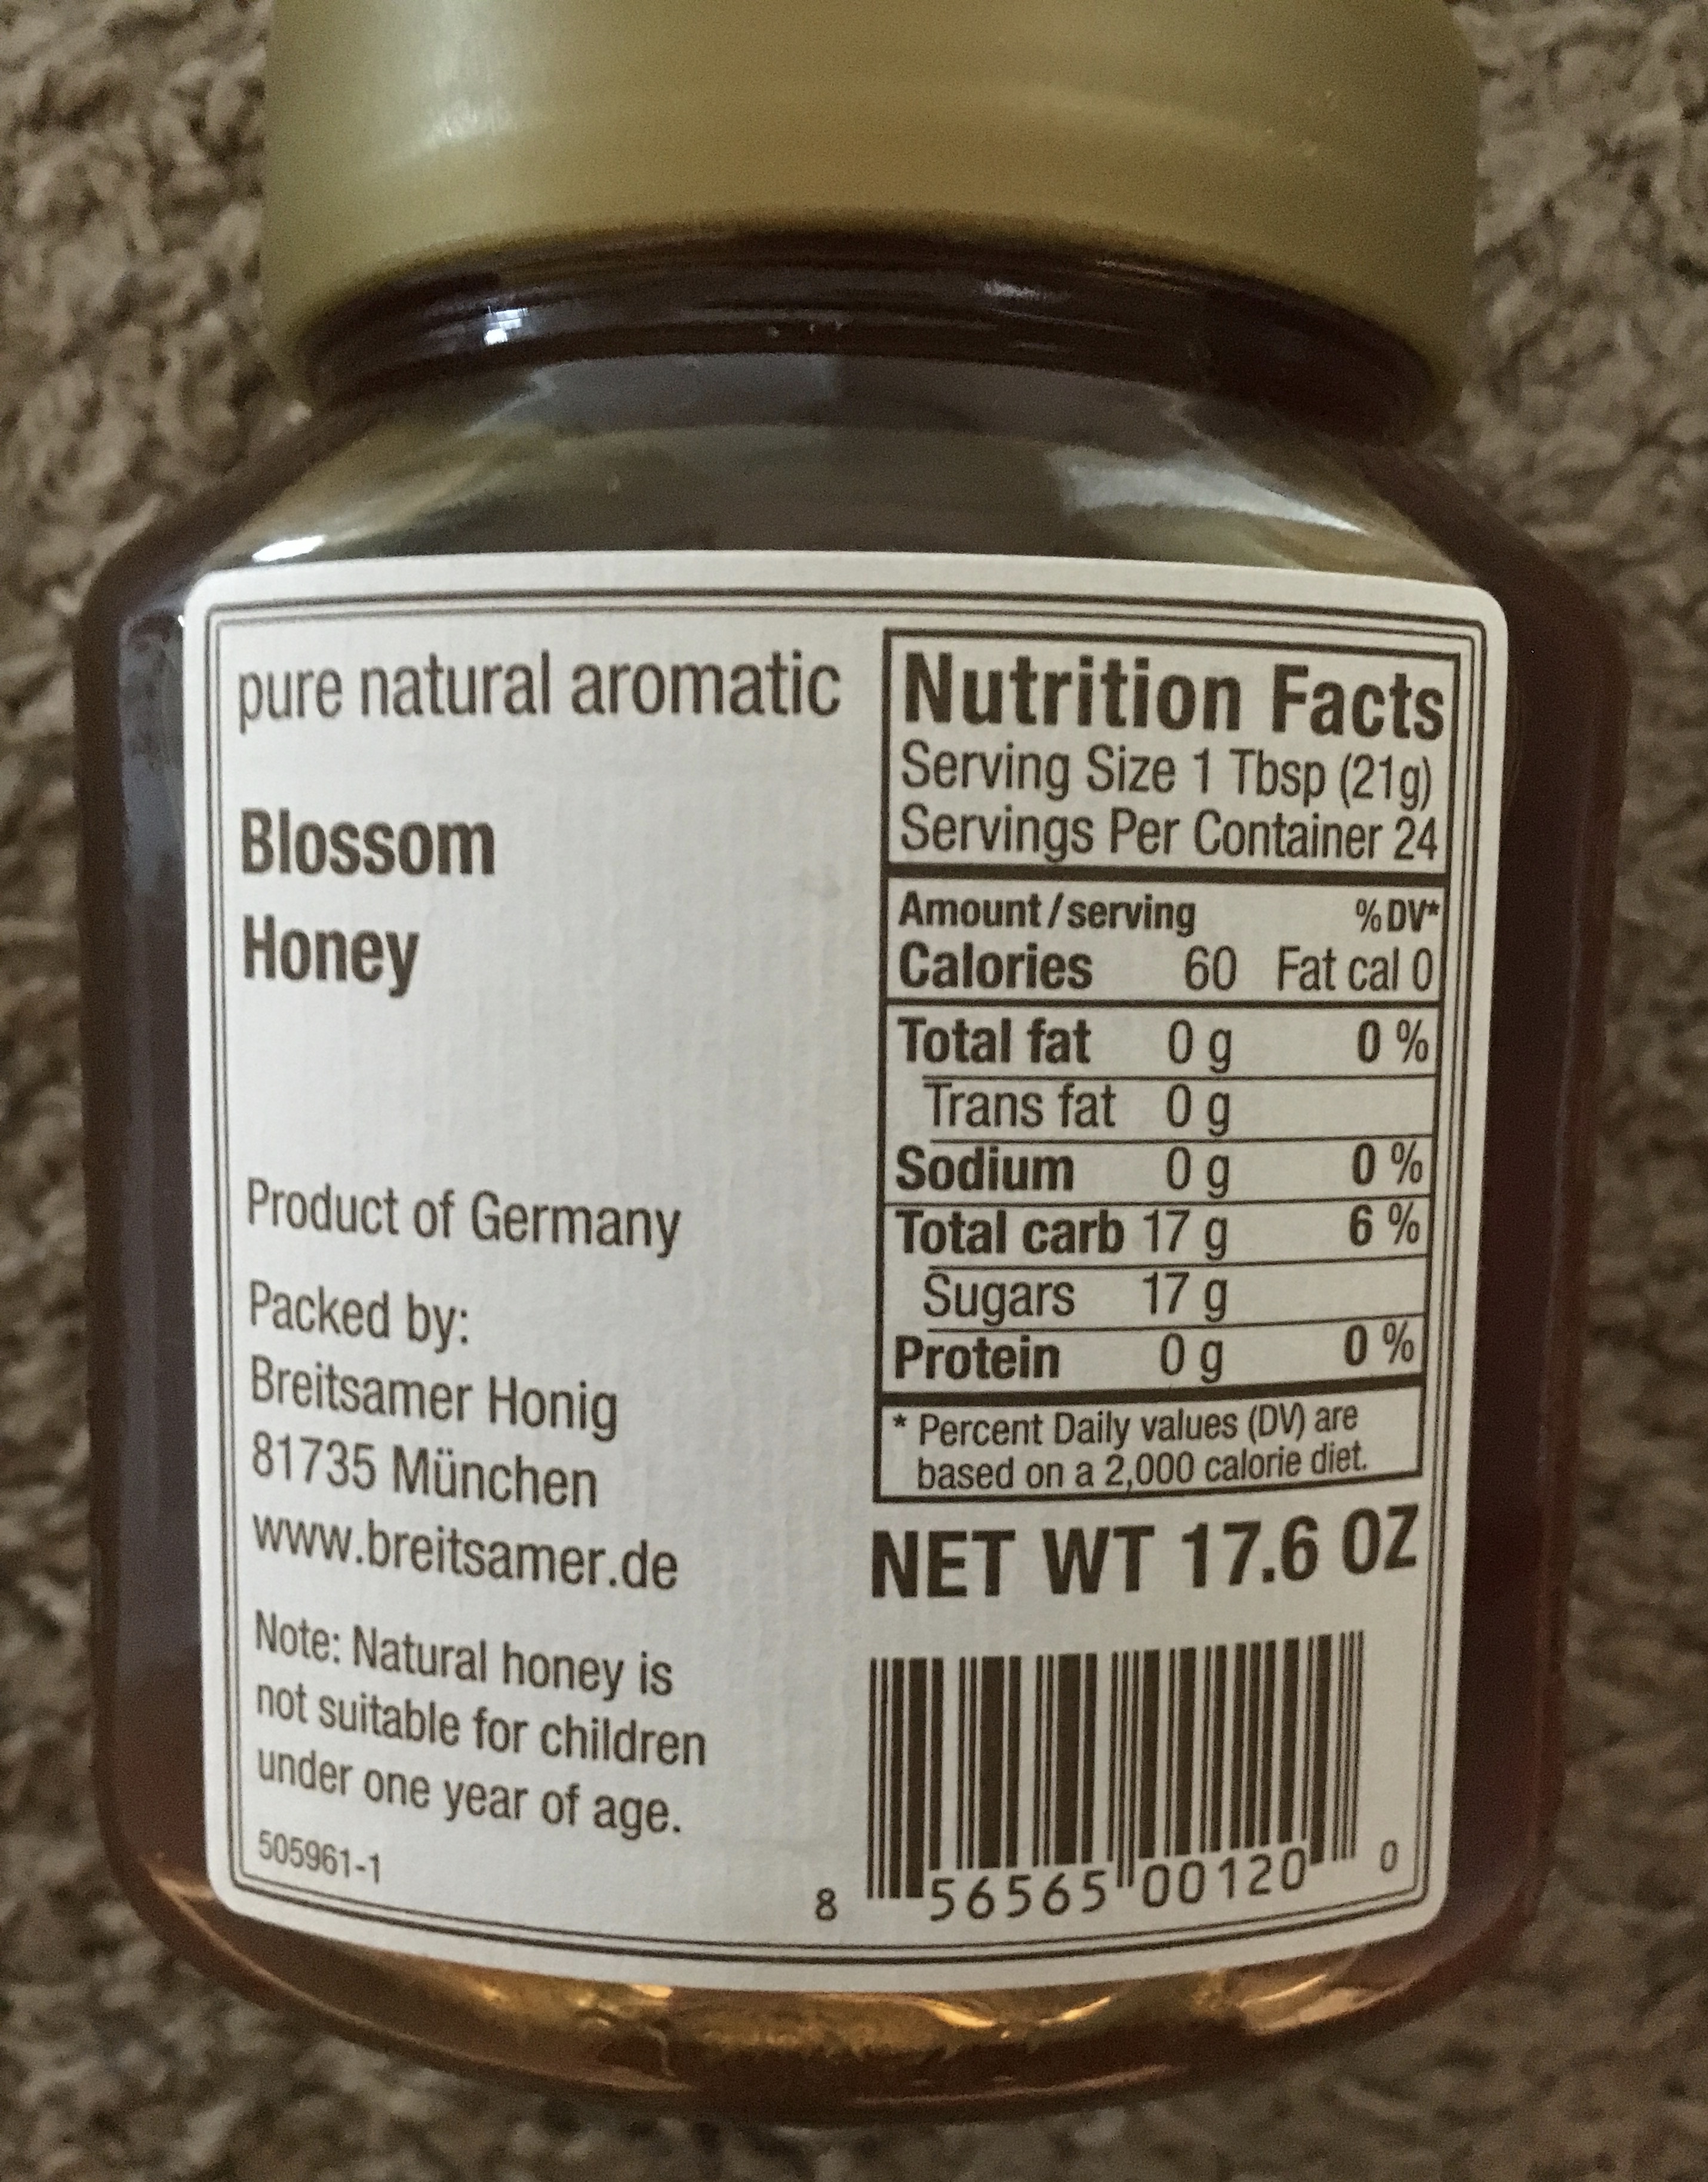 pure natural aromatic
Blossom
Honey
Product of Germany
Packed by:
Breitsamer Honig
81735 München
www.breitsamer.de
Note: Natural honey is
not suitable for children
under one year of age.
505961-1
Nutrition Facts
Serving Size 1 Tbsp (21g)
Servings Per Container 24
Amount/serving %DV*
Calories 60 Fat cal 0
Total fat 0 g 0 %
Trans fat 0 g
Sodium 0 g 0 %
Total carb 17 g 6 %
Sugars 17 g
Protein 0 g 0 %
* Percent Daily values (DV) are
based on a 2,000 calorie diet.
NET WT 17.6 OZ
8 56565 00120 0